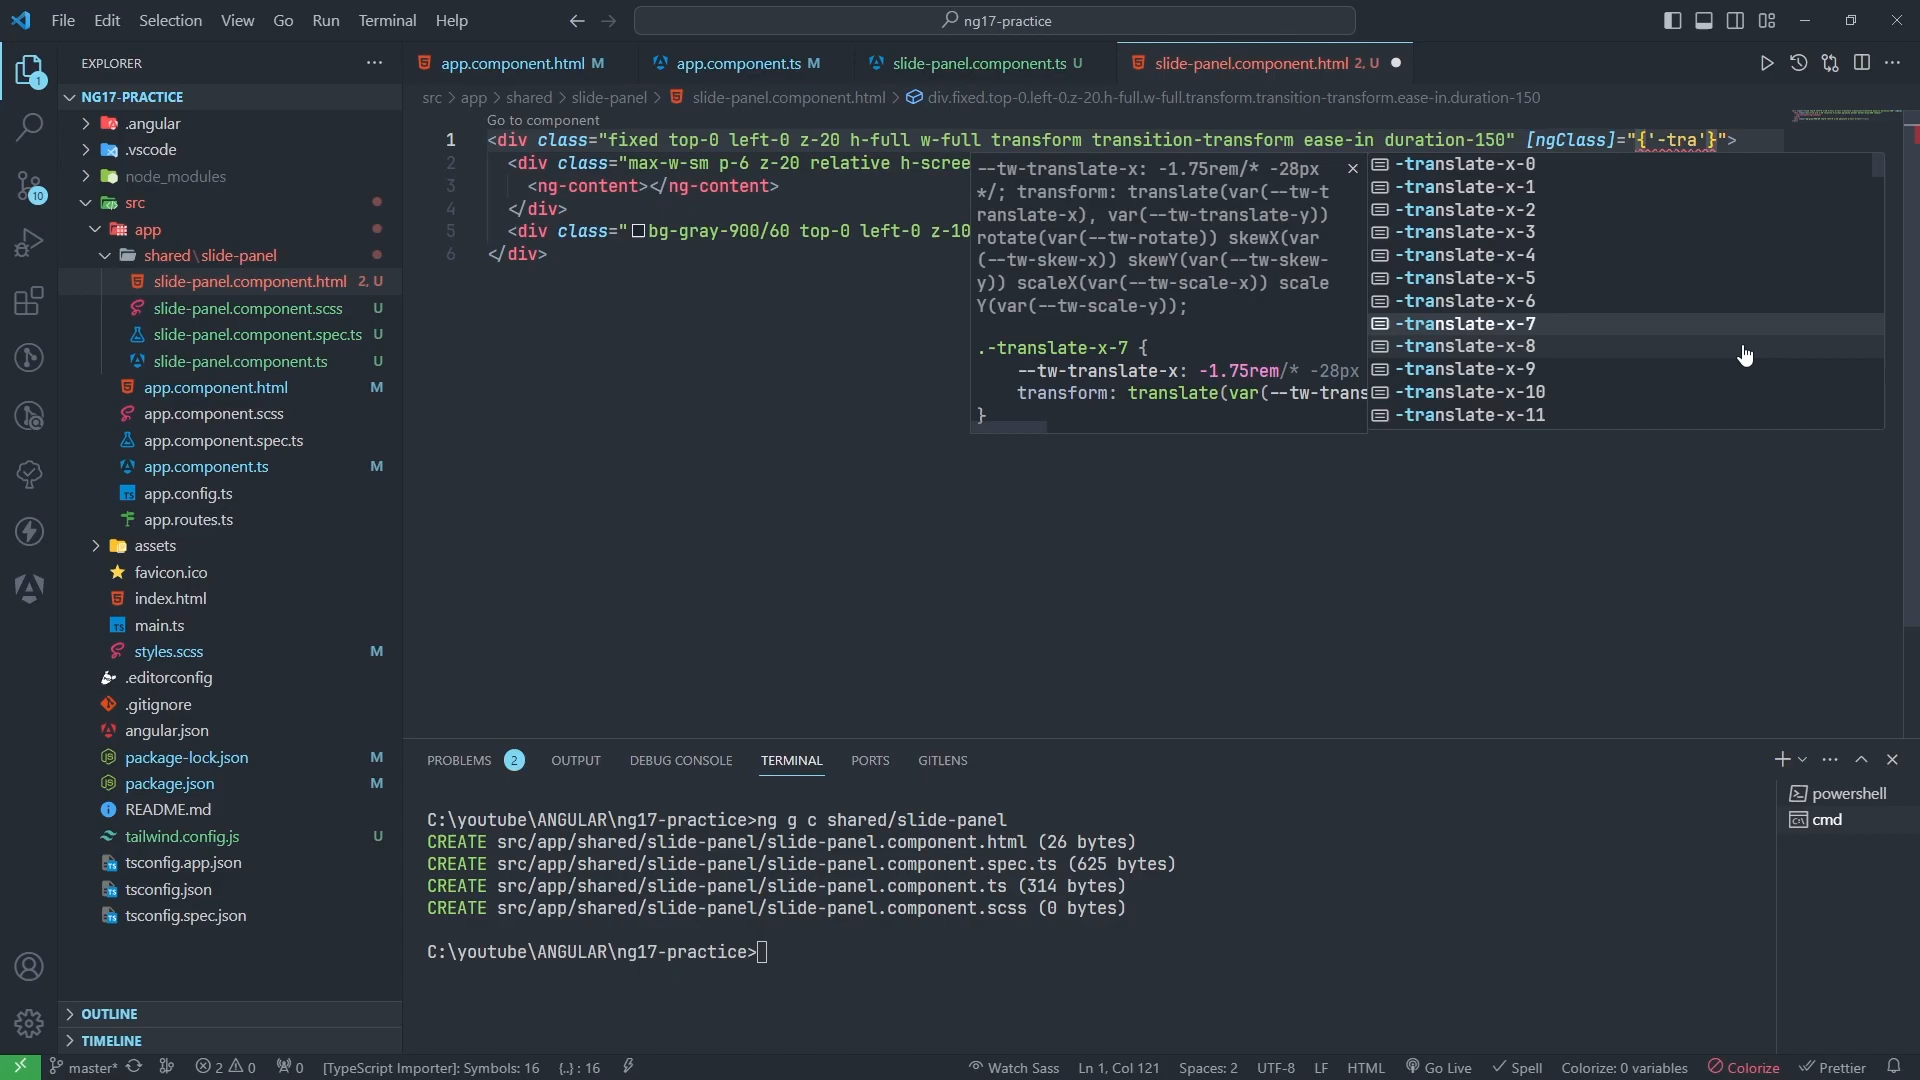 File Edit Selection View Go Run Terminal Help
ng17-practice
EXPLORER
NG17-PRACTICE
.angular
.vscode
node_modules
src
app
shared\slide-panel
slide-panel.component.html 2, U
slide-panel.component.scss U
slide-panel.component.spec.ts U
slide-panel.component.ts U
app.component.html M
app.component.scss
app.component.spec.ts
app.component.ts M
app.config.ts
app.routes.ts
assets
favicon.ico
index.html
main.ts
styles.scss M
.editorconfig
.gitignore
angular.json
package-lock.json M
package.json M
README.md
tailwind.config.js U
tsconfig.app.json
tsconfig.json
tsconfig.spec.json
OUTLINE
TIMELINE
1
10
app.component.html M app.component.ts M slide-panel.component.ts U slide-panel.component.html 2, U
src > app > shared > slide-panel > slide-panel.component.html > div.fixed.top-0.left-0.z-20.h-full.w-full.transform.transition-transform.ease-in.duration-150
Go to component
1 <div class="fixed top-0 left-0 z-20 h-full w-full transform transition-transform ease-in duration-150" [ngClass]="{'-tra'}">
2 <div class="max-w-sm p-6 z-20 relative h-scree
3 <ng-content></ng-content>
4 </div>
5 <div class="bg-gray-900/60 top-0 left-0 z-10
6 </div>
--tw-translate-x: -1.75rem/* -28px
*/; transform: translate(var(--tw-t
ranslate-x), var(--tw-translate-y))
rotate(var(--tw-rotate)) skewX(var
(--tw-skew-x)) skewY(var(--tw-skew-
y)) scaleX(var(--tw-scale-x)) scale
Y(var(--tw-scale-y));
.-translate-x-7 {
--tw-translate-x: -1.75rem/* -28px
transform: translate(var(--tw-trans
}
-translate-x-0
-translate-x-1
-translate-x-2
-translate-x-3
-translate-x-4
-translate-x-5
-translate-x-6
-translate-x-7
-translate-x-8
-translate-x-9
-translate-x-10
-translate-x-11
PROBLEMS 2 OUTPUT DEBUG CONSOLE TERMINAL PORTS GITLENS
powershell
cmd
C:\youtube\ANGULAR\ng17-practice>ng g c shared/slide-panel
CREATE src/app/shared/slide-panel/slide-panel.component.html (26 bytes)
CREATE src/app/shared/slide-panel/slide-panel.component.spec.ts (625 bytes)
CREATE src/app/shared/slide-panel/slide-panel.component.ts (314 bytes)
CREATE src/app/shared/slide-panel/slide-panel.component.scss (0 bytes)
C:\youtube\ANGULAR\ng17-practice>
master* 2 0 0 [TypeScript Importer]: Symbols: 16 {..} : 16 Watch Sass Ln 1, Col 121 Spaces: 2 UTF-8 LF HTML Go Live Spell Colorize: 0 variables Colorize Prettier